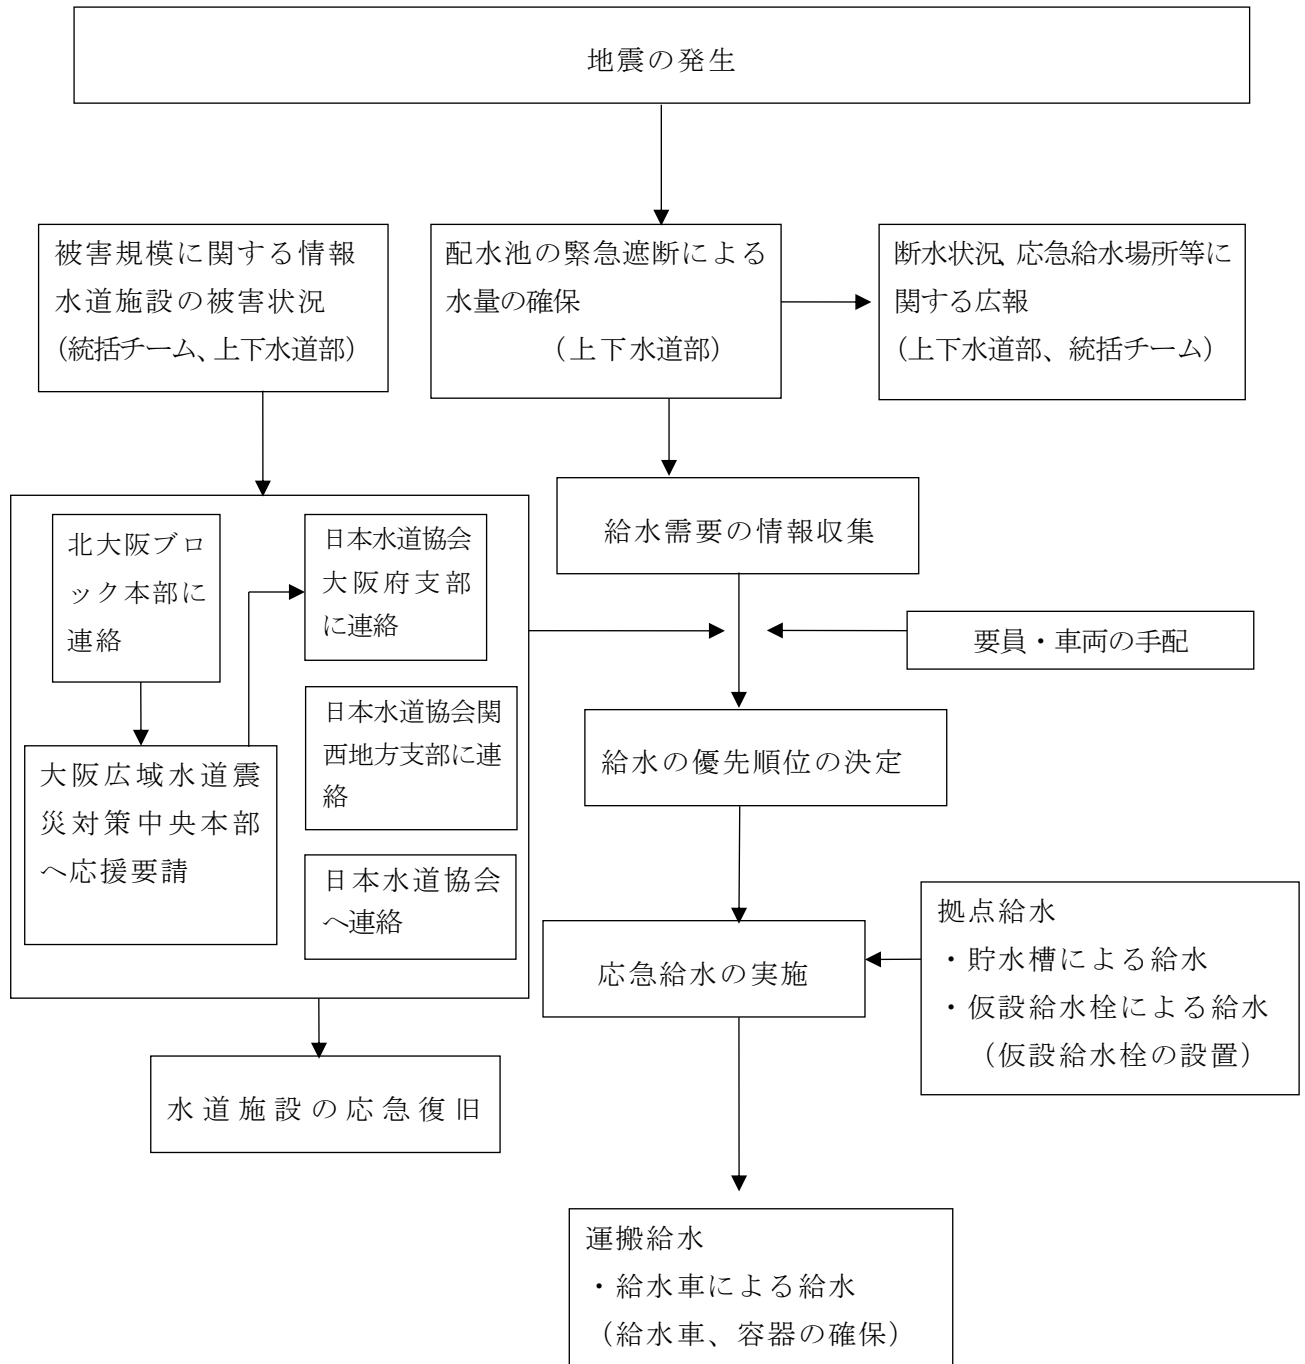 地震の発生
被害規模に関する情報
水道施設の被害状況
（統括チーム、上下水道部）
配水池の緊急遮断による
水量の確保
（上下水道部）
断水状況、応急給水場所等に
関する広報
（上下水道部、統括チーム）
給水需要の情報収集
北大阪ブロ
ック本部に
連絡
日本水道協会
大阪府支部
に連絡
要員・車両の手配
日本水道協会関
西地方支部に連
絡
大阪広域水道震
災対策中央本部
へ応援要請
給水の優先順位の決定
日本水道協会
へ連絡
応急給水の実施
拠点給水
・貯水槽による給水
・仮設給水栓による給水
（仮設給水栓の設置）
水道施設の応急復旧
運搬給水
・給水車による給水
（給水車、容器の確保）